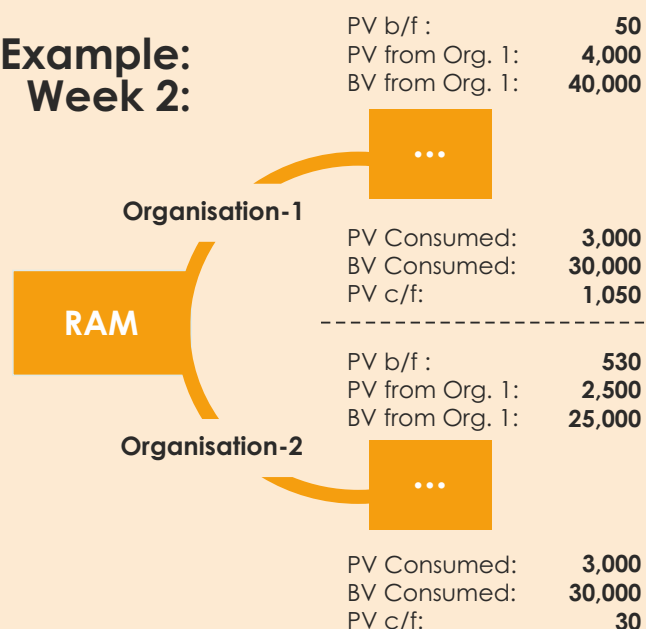 Example:
Week 2:
PV b/f : 50
PV from Org. 1: 4,000
BV from Org. 1: 40,000
...
Organisation-1
PV Consumed: 3,000
BV Consumed: 30,000
PV c/f: 1,050
RAM
PV b/f : 530
PV from Org. 1: 2,500
BV from Org. 1: 25,000
Organisation-2
...
PV Consumed: 3,000
BV Consumed: 30,000
PV c/f: 30